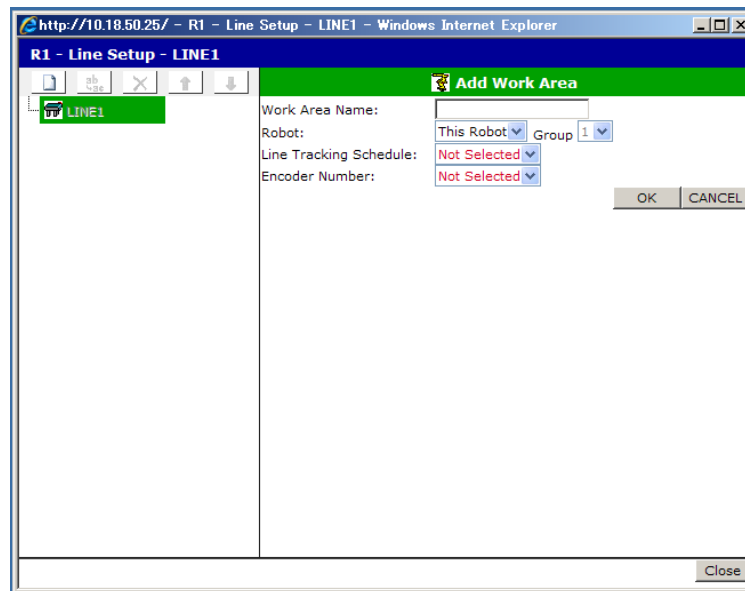 http://10.18.50.25/ - R1 - Line Setup - LINE1 - Windows Internet Explorer
R1 - Line Setup - LINE1
Add Work Area
LINE1
Work Area Name:
Robot: This Robot Group 1
Line Tracking Schedule: Not Selected
Encoder Number: Not Selected
OK CANCEL
Close